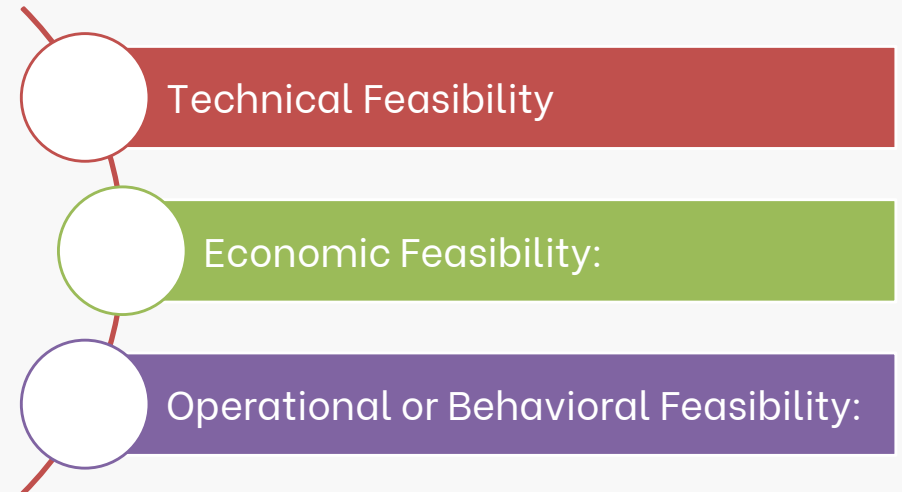 Technical Feasibility
Economic Feasibility:
Operational or Behavioral Feasibility: